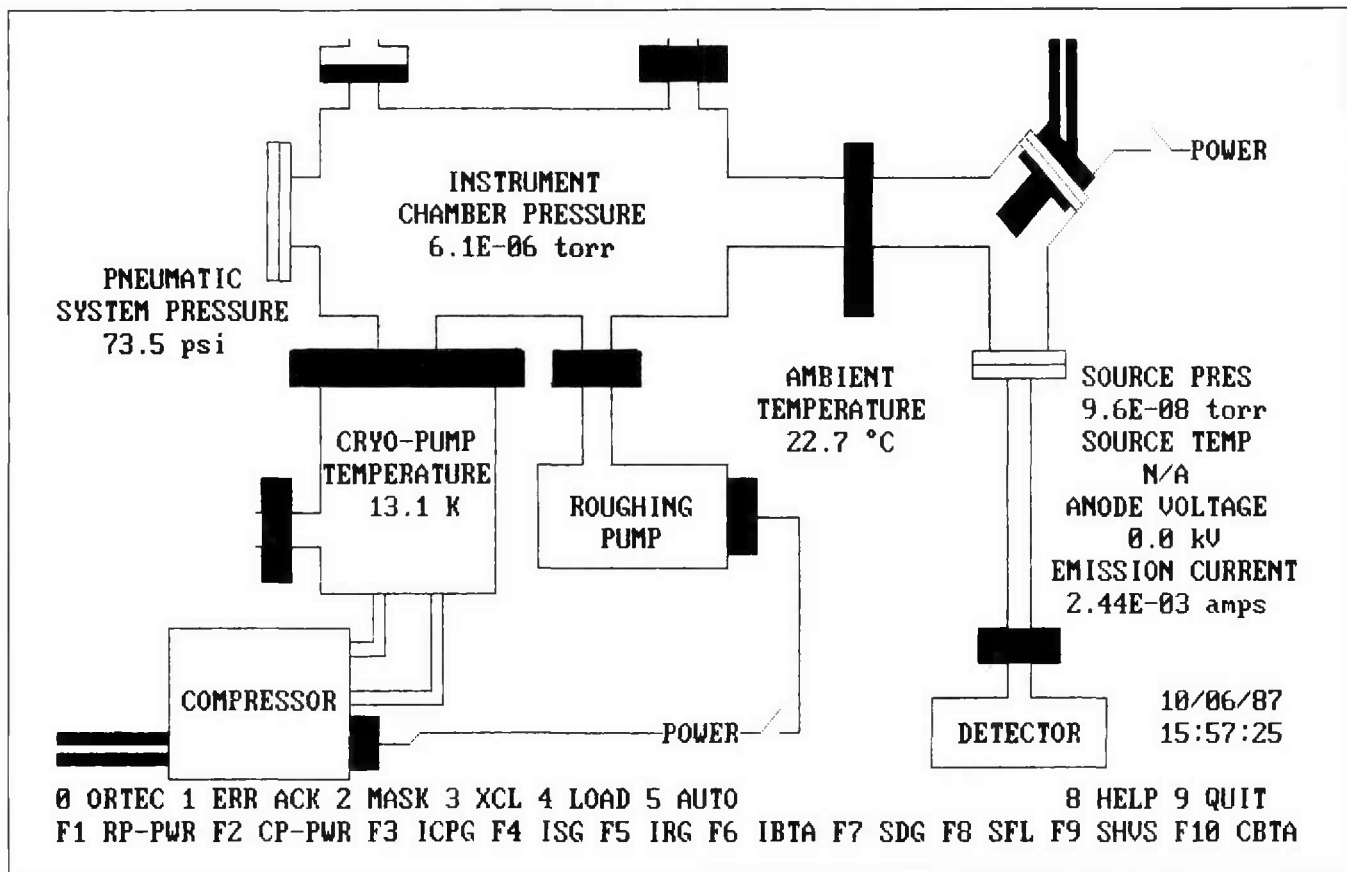 POWER
INSTRUMENT
CHAMBER PRESSURE
6.1E-06 torr
PNEUMATIC
SYSTEM PRESSURE
73.5 psi
AMBIENT
TEMPERATURE
22.7 °C
SOURCE PRES
9.6E-08 torr
SOURCE TEMP
N/A
ANODE VOLTAGE
0.0 kV
EMISSION CURRENT
2.44E-03 amps
CRYO-PUMP
TEMPERATURE
13.1 K
ROUGHING
PUMP
COMPRESSOR
POWER
DETECTOR
10/06/87
15:57:25
0 ORTEC 1 ERR ACK 2 MASK 3 XCL 4 LOAD 5 AUTO 8 HELP 9 QUIT
F1 RP-PWR F2 CP-PWR F3 ICPG F4 ISG F5 IRG F6 IBTA F7 SDG F8 SFL F9 SHVS F10 CBTA